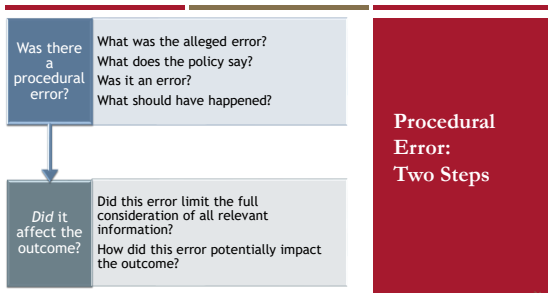 Was there
a
procedural
error?
What was the alleged error?
What does the policy say?
Was it an error?
What should have happened?
Did it
affect the
outcome?
Did this error limit the full
consideration of all relevant
information?
How did this error potentially impact
the outcome?
Procedural
Error:
Two Steps